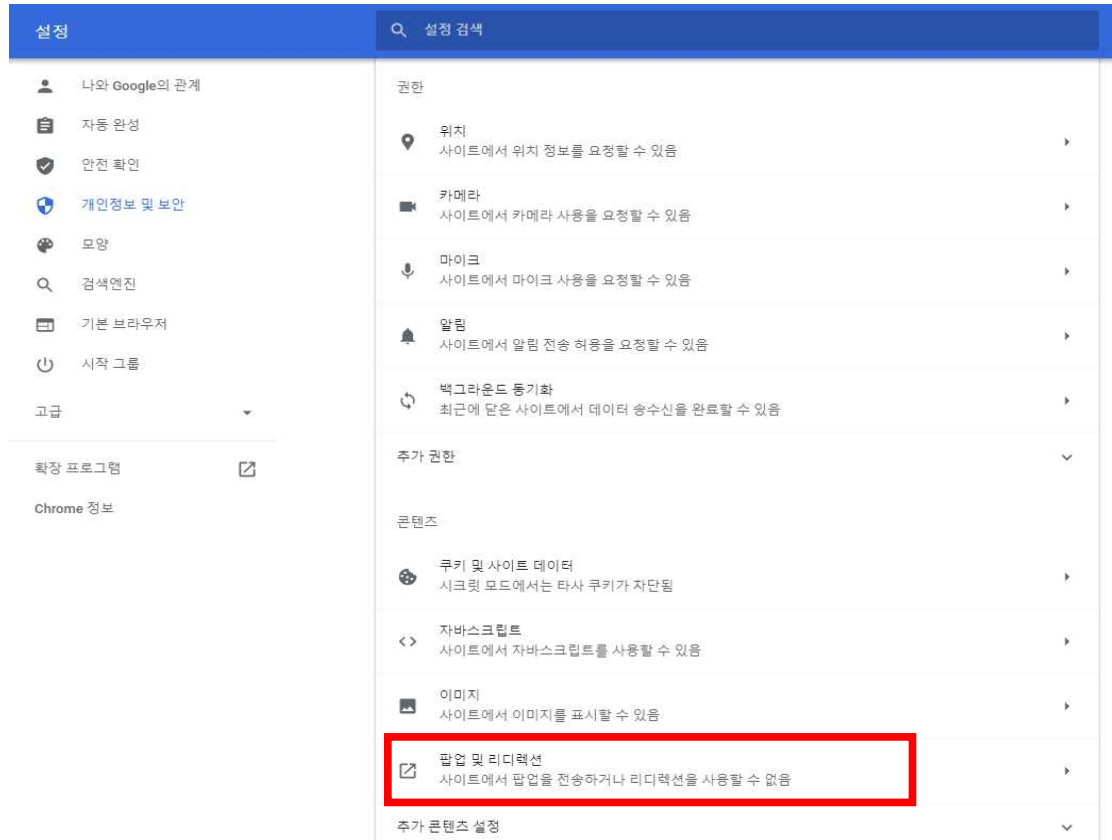 설정
설정 검색
나와 Google의 관계
자동 완성
안전 확인
개인정보 및 보안
모양
검색엔진
기본 브라우저
시작 그룹
고급
확장 프로그램
Chrome 정보
권한
위치
사이트에서 위치 정보를 요청할 수 있음
카메라
사이트에서 카메라 사용을 요청할 수 있음
마이크
사이트에서 마이크 사용을 요청할 수 있음
알림
사이트에서 알림 전송 허용을 요청할 수 있음
백그라운드 동기화
최근에 닫은 사이트에서 데이터 송수신을 완료할 수 있음
추가 권한
콘텐츠
쿠키 및 사이트 데이터
시크릿 모드에서는 타사 쿠키가 차단됨
자바스크립트
사이트에서 자바스크립트를 사용할 수 있음
이미지
사이트에서 이미지를 표시할 수 있음
팝업 및 리디렉션
사이트에서 팝업을 전송하거나 리디렉션을 사용할 수 없음
추가 콘텐츠 설정